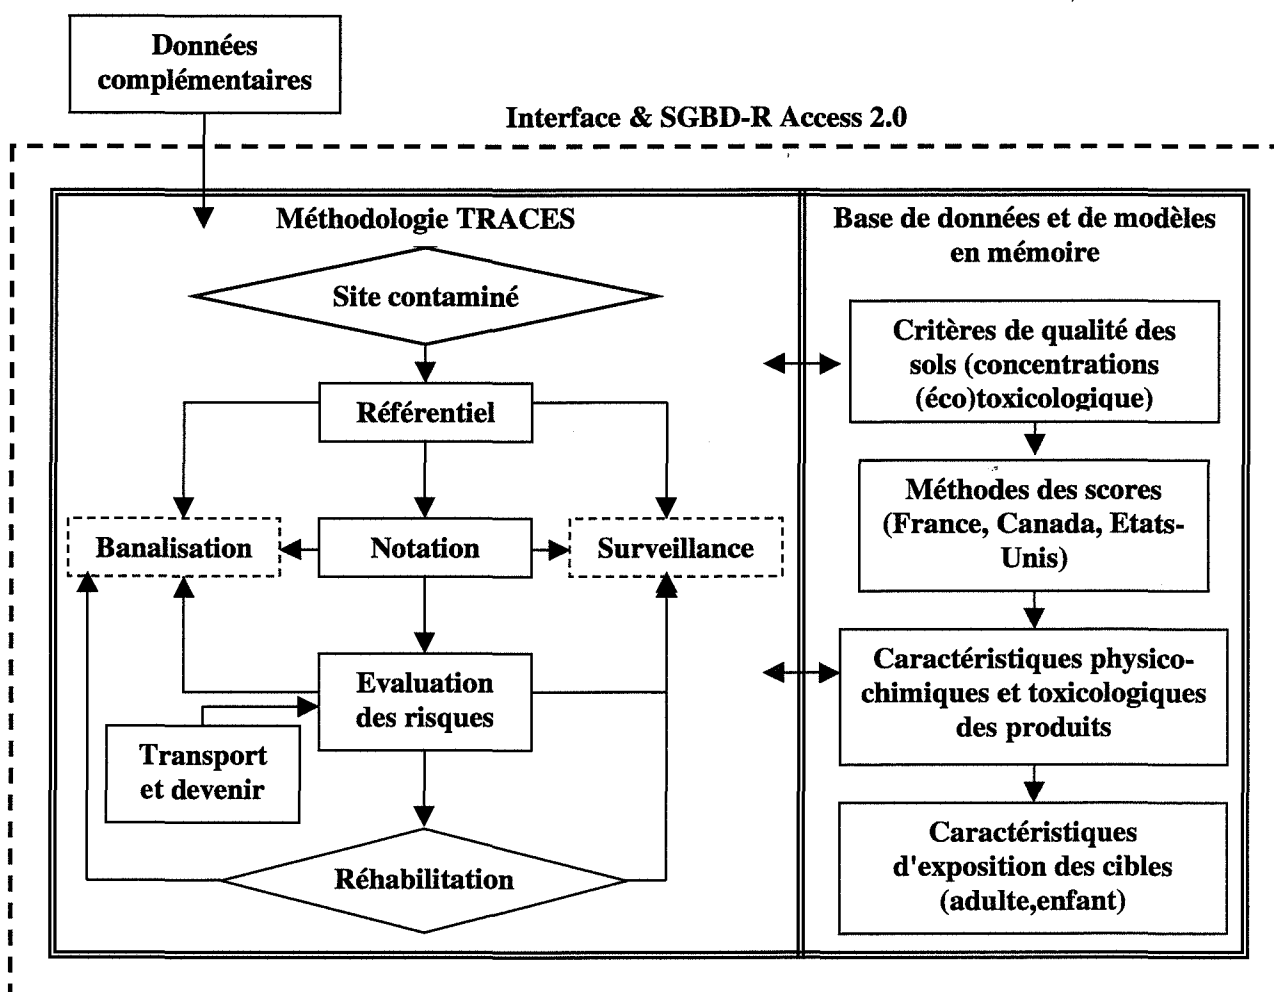 Données
complémentaires
Interface & SGBD-R Access 2.0
Méthodologie TRACES
Site contaminé
Référentiel
Banalisation
Notation
Surveillance
Evaluation
des risques
Transport
et devenir
Réhabilitation
Base de données et de modèles
en mémoire
Critères de qualité des
sols (concentrations
(éco)toxicologique)
Méthodes des scores
(France, Canada, Etats-
Unis)
Caractéristiques physico-
chimiques et toxicologiques
des produits
Caractéristiques
d'exposition des cibles
(adulte,enfant)